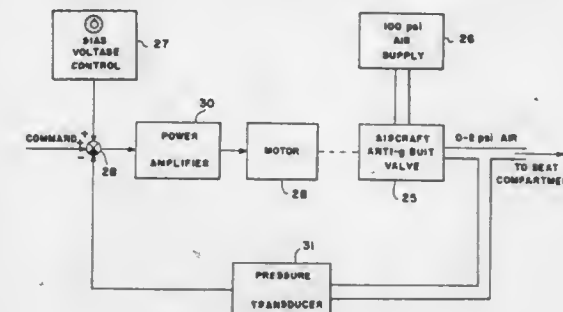 BIAS
VOLTAGE
CONTROL
27
100 psi
AIR
SUPPLY
26
COMMAND
+
+
-
28
30
POWER
AMPLIFIER
MOTOR
28
AIRCRAFT
ANTI-g SUIT
VALVE
25
0-2 psi AIR
TO SEAT
COMPARTMENT
31
PRESSURE
TRANSDUCER